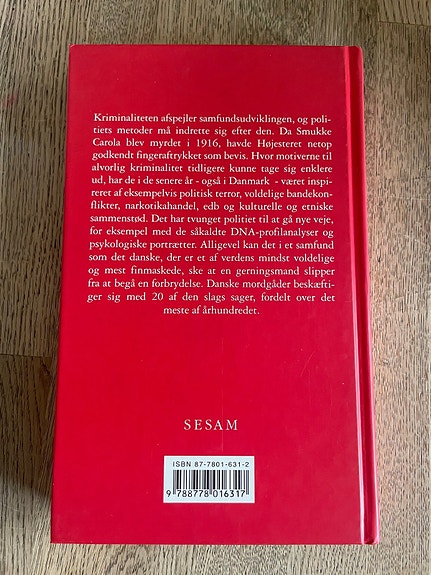 Kriminaliteten afspejler samfundsudviklingen, og poli-
tiets metoder må indrette sig efter den. Da Smukke
Carola blev myrdet i 1916, havde Højesteret netop
godkendt fingeraftrykket som bevis. Hvor motiverne til
alvorlig kriminalitet tidligere kunne tage sig enklere
ud, har de i de senere år - også i Danmark - været inspi-
reret af eksempelvis politisk terror, voldelige bandekon-
flikter, narkotikahandel, edb og kulturelle og etniske
sammenstød. Det har tvunget politiet til at gå nye veje,
for eksempel med de såkaldte DNA-profilanalyser og
psykologiske portrætter. Alligevel kan det i et samfund
som det danske, der er et af verdens mindst voldelige
og mest finmaskede, ske at en gerningsmand slipper
fra at begå en forbrydelse. Danske mordgåder beskæfti-
ger sig med 20 af den slags sager, fordelt over det
meste af århundredet.
SESAM
ISBN 87-7801-631-2
9 788778 016317